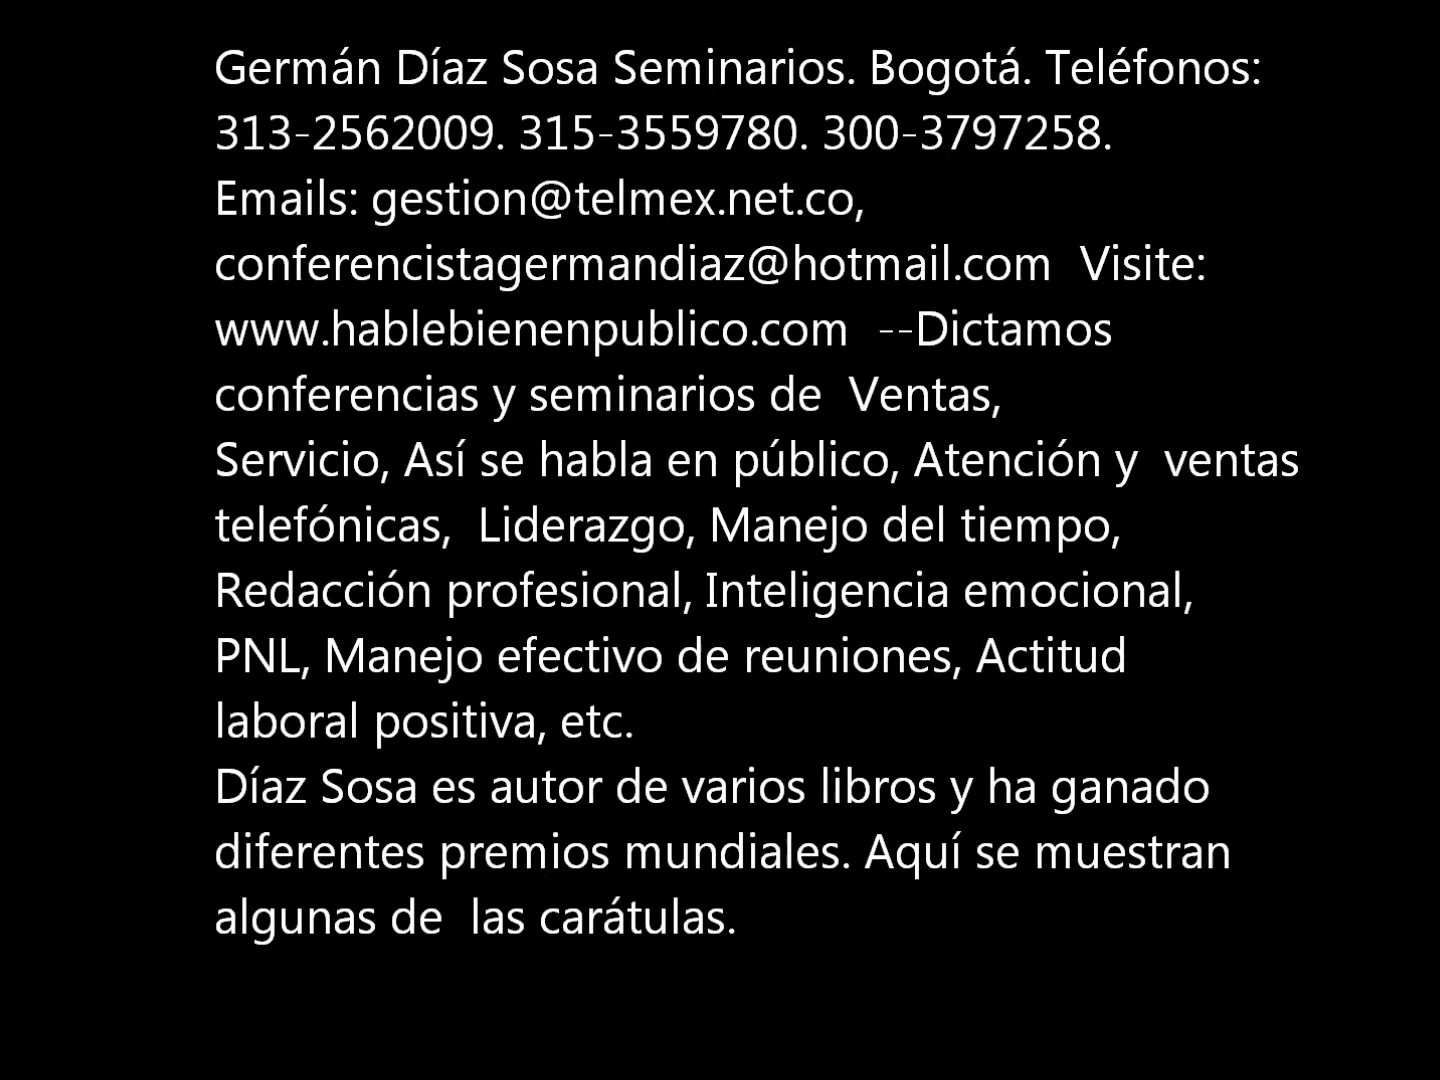 Germán Díaz Sosa Seminarios. Bogotá. Teléfonos:
313-2562009. 315-3559780. 300-3797258.
Emails: gestion@telmex.net.co,
conferencistagermandiaz@hotmail.com  Visite:
www.hablebienenpublico.com  --Dictamos
conferencias y seminarios de  Ventas,
Servicio, Así se habla en público, Atención y  ventas
telefónicas,  Liderazgo, Manejo del tiempo,
Redacción profesional, Inteligencia emocional,
PNL, Manejo efectivo de reuniones, Actitud
laboral positiva, etc.
Díaz Sosa es autor de varios libros y ha ganado
diferentes premios mundiales. Aquí se muestran
algunas de  las carátulas.